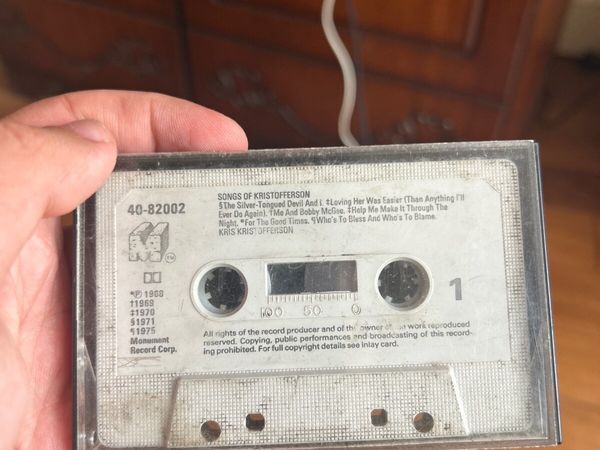 SONGS OF KRISTOFFERSON
§The Silver-Tongued Devil And I. ‡Loving Her Was Easier (Than Anything I'll
Ever Do Again). †Me And Bobby McGee. ‡Help Me Make It Through The
Night. *For The Good Times. ¶Who's To Bless And Who's To Blame.
KRIS KRISTOFFERSON
40-82002
M
TM
*℗ 1968
†1969
‡1970
§1971
¶1975
Monument
Record Corp.
100 50 0
1
All rights of the record producer and of the owner of work reproduced
reserved. Copying, public performances and broadcasting of this record-
ing prohibited. For full copyright details see inlay card.